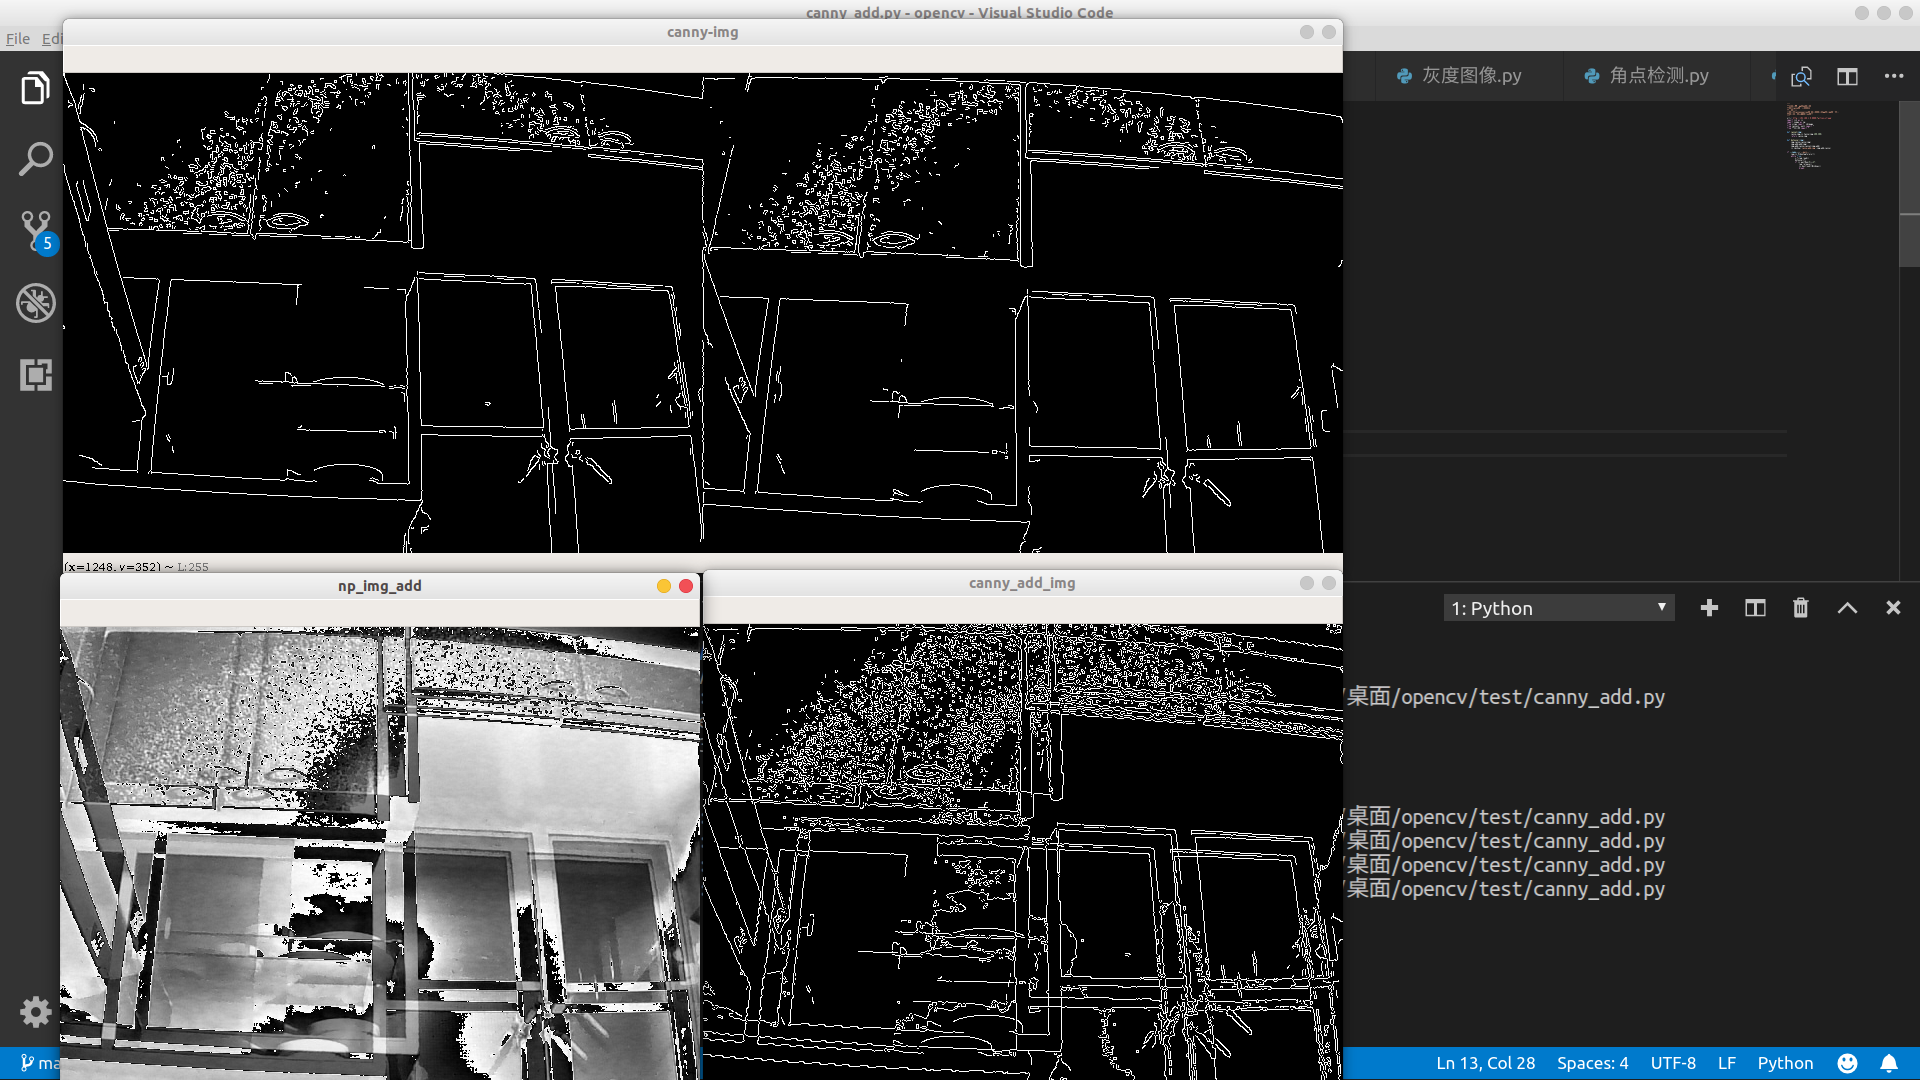 canny_add.py - opencv - Visual Studio Code
File Edi
canny-img
灰度图像.py
角点检测.py
5
(x=1248, y=352) ~ L:255
np_img_add
canny_add_img
1: Python
桌面/opencv/test/canny_add.py
桌面/opencv/test/canny_add.py
桌面/opencv/test/canny_add.py
桌面/opencv/test/canny_add.py
桌面/opencv/test/canny_add.py
ma
Ln 13, Col 28
Spaces: 4
UTF-8
LF
Python